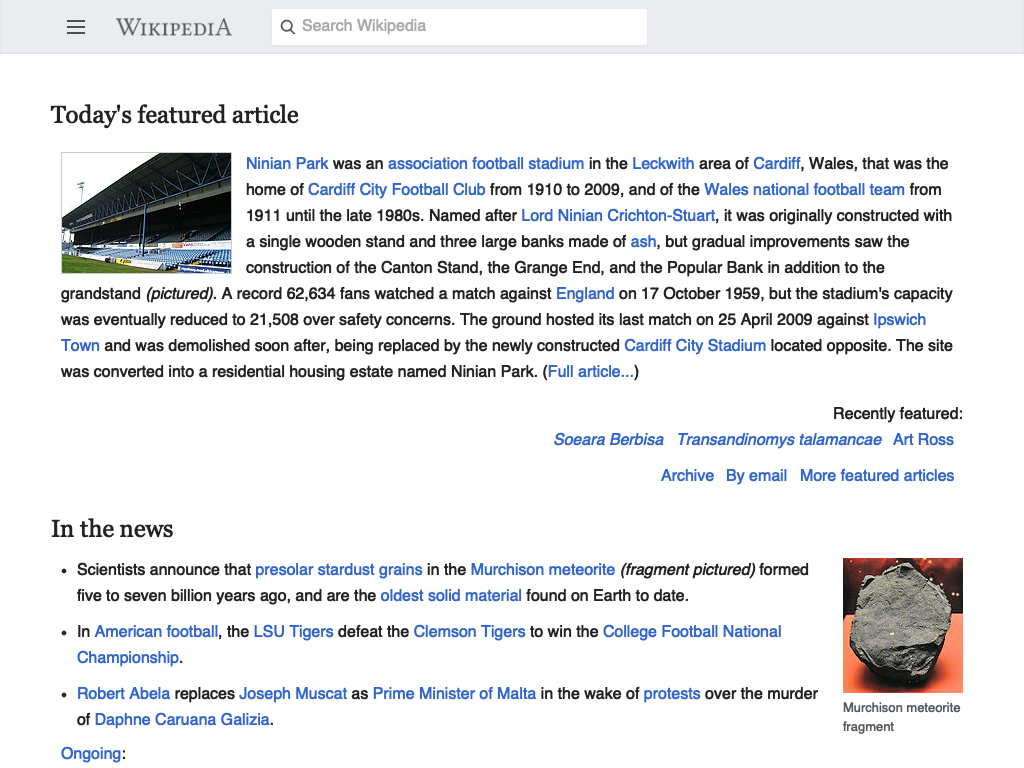 WIKIPEDIA
Search Wikipedia
Today's featured article
Ninian Park was an association football stadium in the Leckwith area of Cardiff, Wales, that was the
home of Cardiff City Football Club from 1910 to 2009, and of the Wales national football team from
1911 until the late 1980s. Named after Lord Ninian Crichton-Stuart, it was originally constructed with
a single wooden stand and three large banks made of ash, but gradual improvements saw the
construction of the Canton Stand, the Grange End, and the Popular Bank in addition to the
grandstand (pictured). A record 62,634 fans watched a match against England on 17 October 1959, but the stadium's capacity
was eventually reduced to 21,508 over safety concerns. The ground hosted its last match on 25 April 2009 against Ipswich
Town and was demolished soon after, being replaced by the newly constructed Cardiff City Stadium located opposite. The site
was converted into a residential housing estate named Ninian Park. (Full article...)
Recently featured:
Soeara Berbisa Transandinomys talamancae Art Ross
Archive By email More featured articles
In the news
• Scientists announce that presolar stardust grains in the Murchison meteorite (fragment pictured) formed
five to seven billion years ago, and are the oldest solid material found on Earth to date.
• In American football, the LSU Tigers defeat the Clemson Tigers to win the College Football National
Championship.
• Robert Abela replaces Joseph Muscat as Prime Minister of Malta in the wake of protests over the murder
of Daphne Caruana Galizia.
Murchison meteorite
fragment
Ongoing: